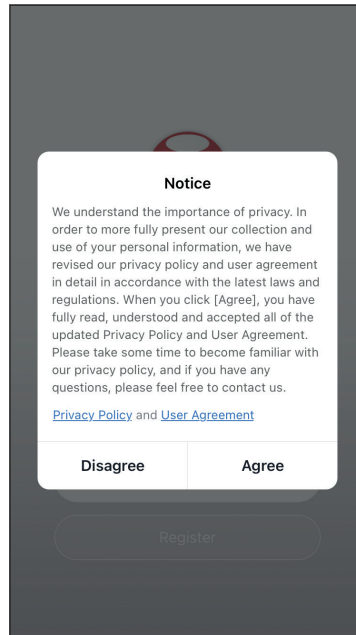 Notice
We understand the importance of privacy. In
order to more fully present our collection and
use of your personal information, we have
revised our privacy policy and user agreement
in detail in accordance with the latest laws and
regulations. When you click [Agree], you have
fully read, understood and accepted all of the
updated Privacy Policy and User Agreement.
Please take some time to become familiar with
our privacy policy, and if you have any
questions, please feel free to contact us.
Privacy Policy and User Agreement
Disagree Agree
Register